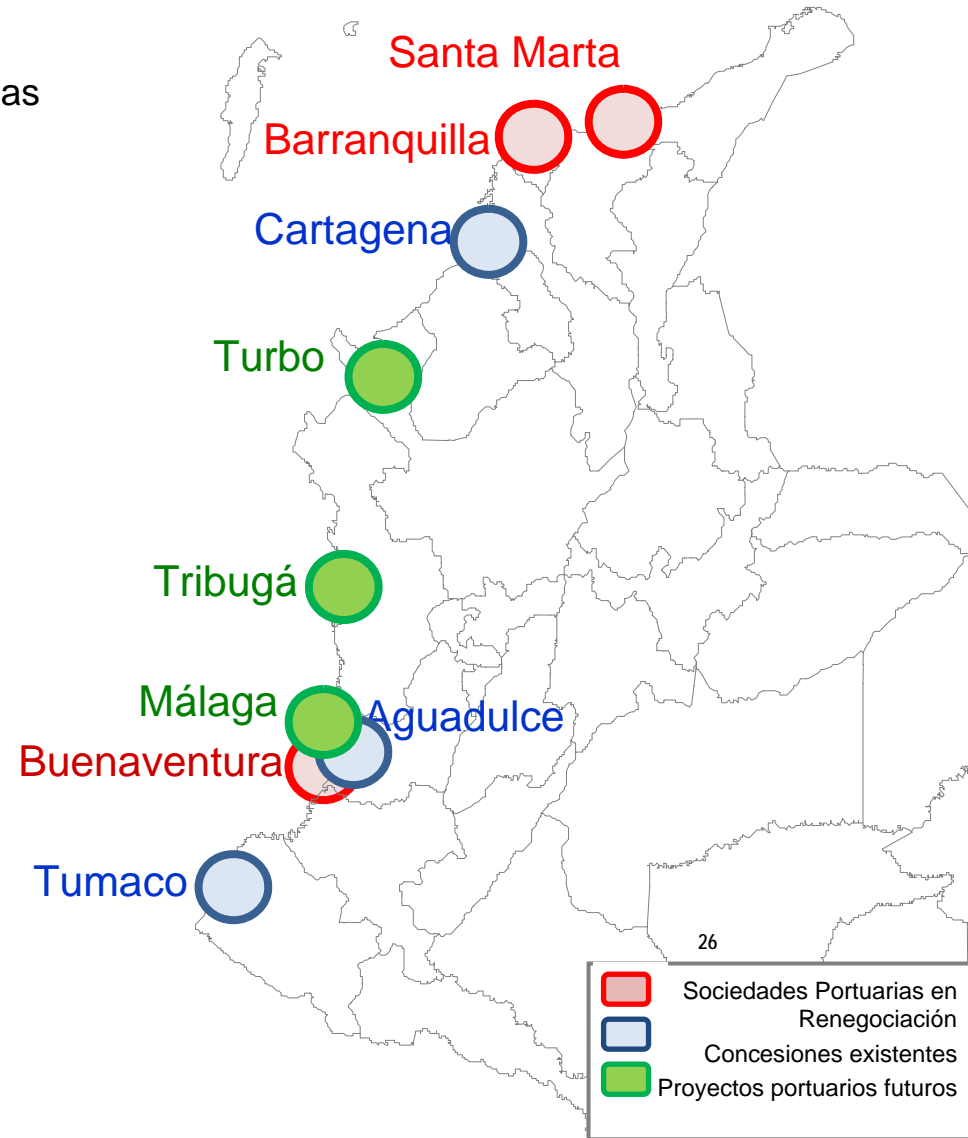 Santa Marta
as
Barranquilla
Cartagena
Turbo
Tribugá
Málaga
Aguadulce
Buenaventura
Tumaco
26
Sociedades Portuarias en
Renegociación
Concesiones existentes
Proyectos portuarios futuros